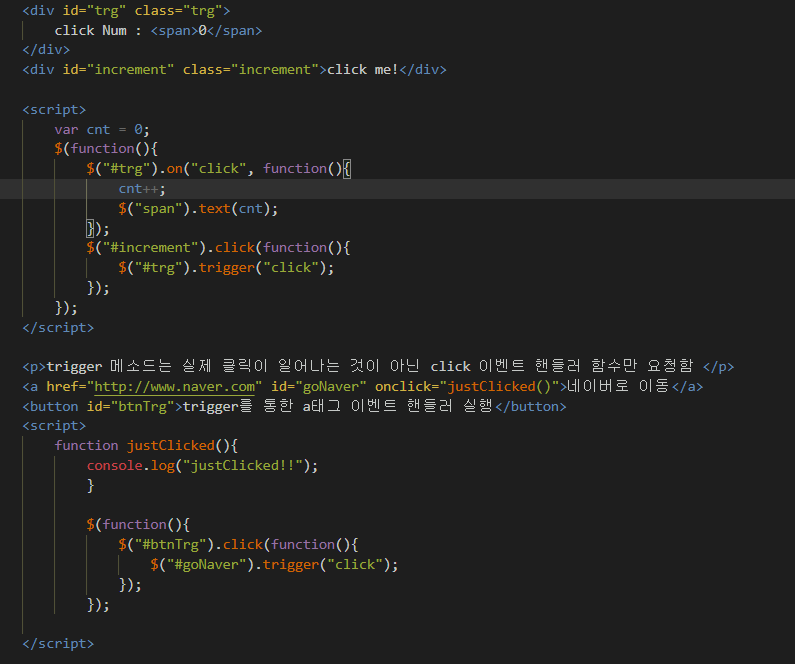 <div id="trg" class="trg">
click Num : <span>0</span>
</div>
<div id="increment" class="increment">click me!</div>
<script>
var cnt = 0;
$(function(){
$("#trg").on("click", function(){
cnt++;
$("span").text(cnt);
});
$("#increment").click(function(){
$("#trg").trigger("click");
});
});
</script>
<p>trigger 메소드는 실제 클릭이 일어나는 것이 아닌 click 이벤트 핸들러 함수만 요청함 </p>
<a href="http://www.naver.com" id="goNaver" onclick="justClicked()">네이버로 이동</a>
<button id="btnTrg">trigger를 통한 a태그 이벤트 핸들러 실행</button>
<script>
function justClicked(){
console.log("justClicked!!");
}
$(function(){
$("#btnTrg").click(function(){
$("#goNaver").trigger("click");
});
});
</script>